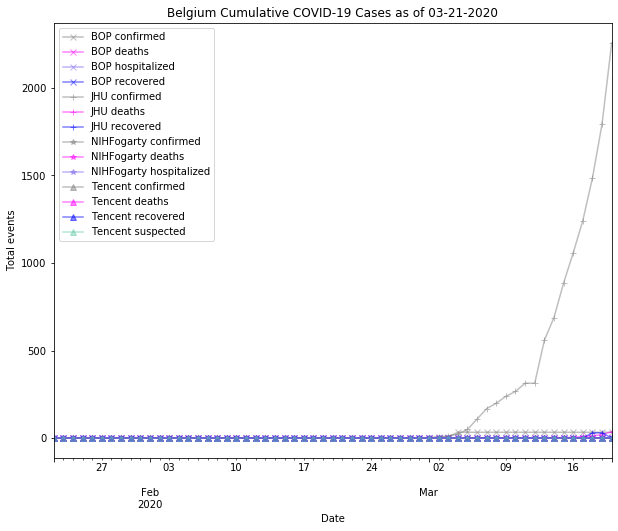 Belgium Cumulative COVID-19 Cases as of 03-21-2020
BOP confirmed
BOP deaths
BOP hospitalized
BOP recovered
JHU confirmed
JHU deaths
JHU recovered
NIHFogarty confirmed
NIHFogarty deaths
NIHFogarty hospitalized
Tencent confirmed
Tencent deaths
Tencent recovered
Tencent suspected
Total events
2000
1500
1000
500
0
27 03 10 17 24 02 09 16
Feb Mar
2020
Date